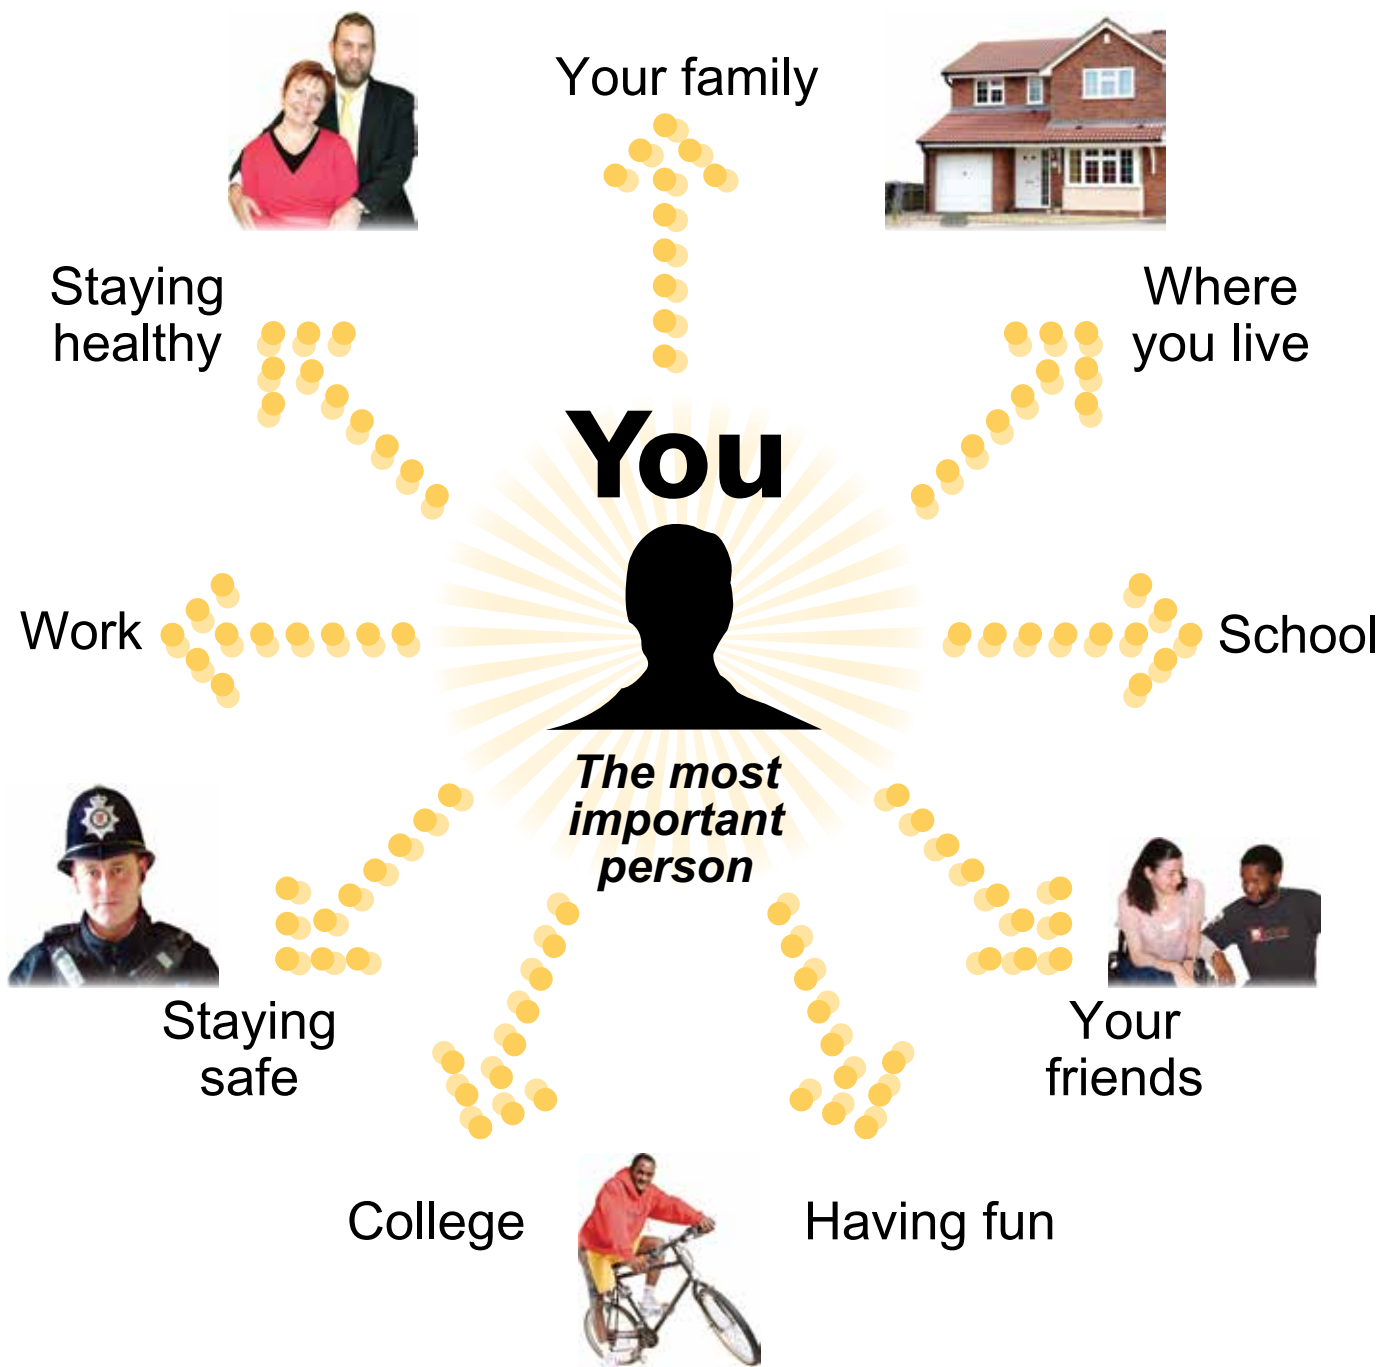 Your family
Staying
healthy
Where
you live
You
Work
School
The most
important
person
Staying
safe
Your
friends
College
Having fun